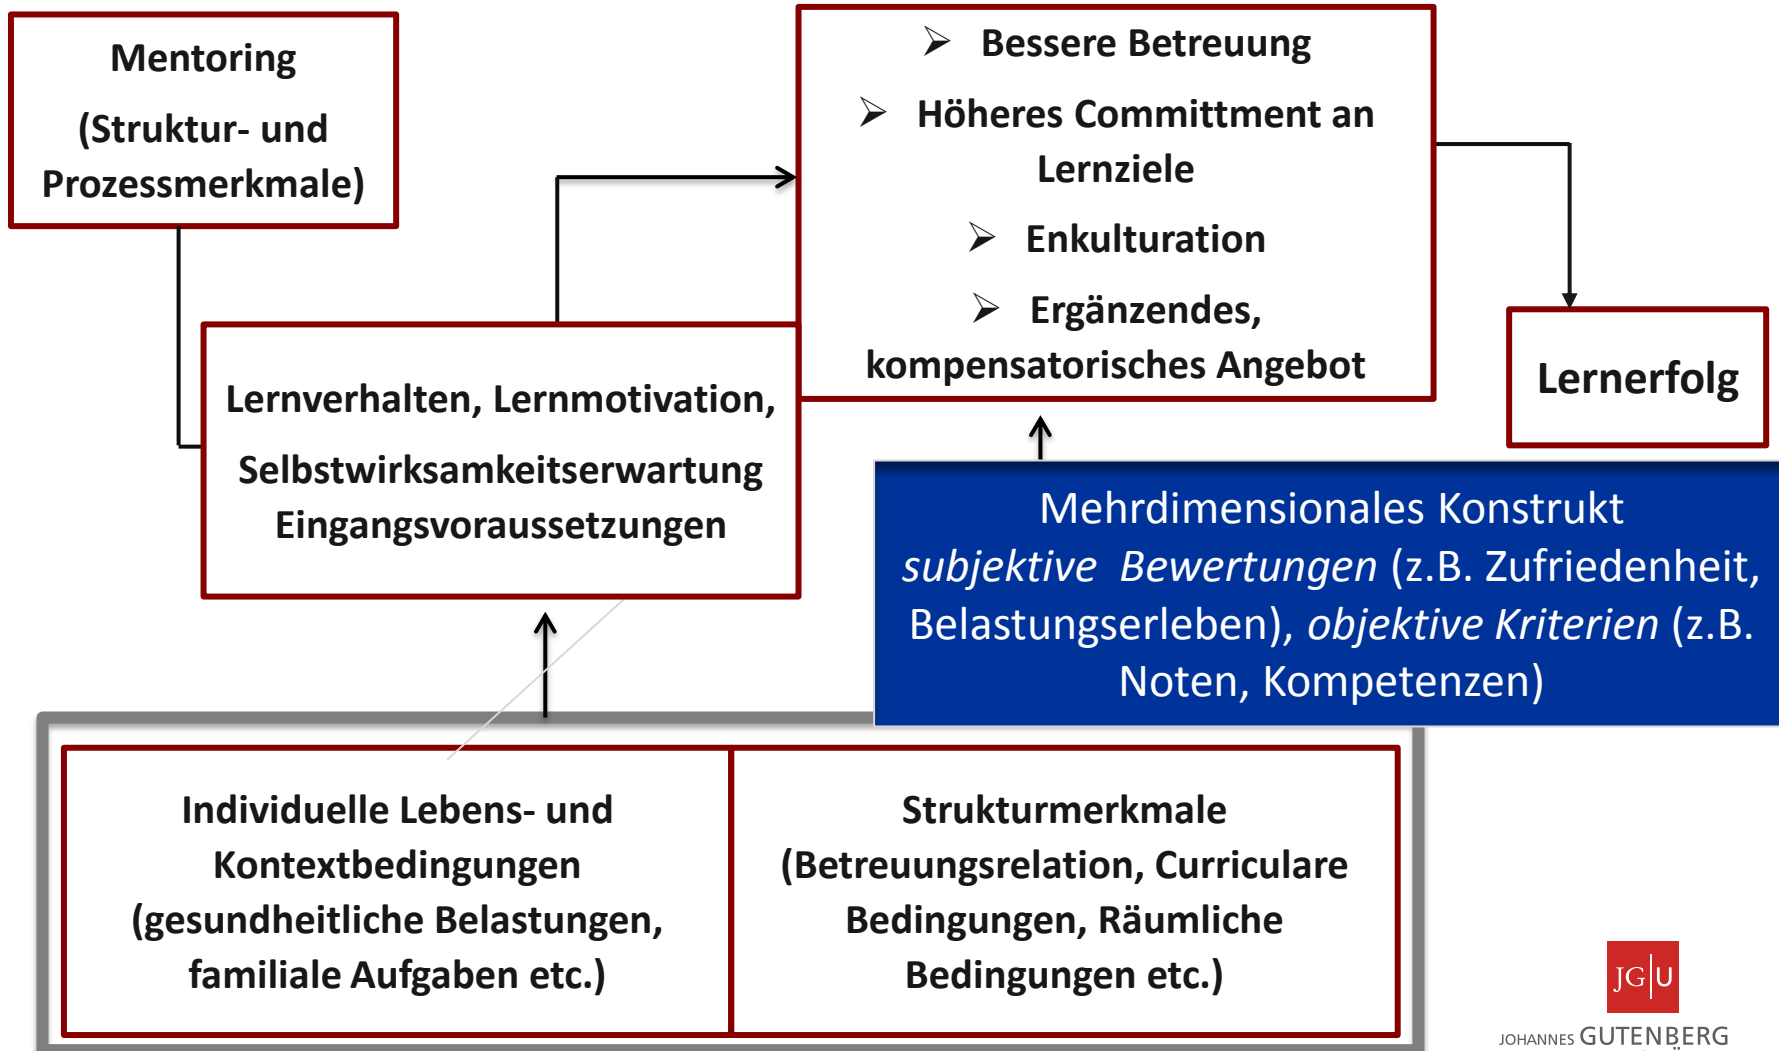 Mentoring
(Struktur- und
Prozessmerkmale)
➢ Bessere Betreuung
➢ Höheres Committment an
Lernziele
➢ Enkulturation
➢ Ergänzendes,
kompensatorisches Angebot
Lernerfolg
Lernverhalten, Lernmotivation,
Selbstwirksamkeitserwartung
Eingangsvoraussetzungen
Mehrdimensionales Konstrukt
subjektive Bewertungen (z.B. Zufriedenheit,
Belastungserleben), objektive Kriterien (z.B.
Noten, Kompetenzen)
Individuelle Lebens- und
Kontextbedingungen
(gesundheitliche Belastungen,
familiale Aufgaben etc.)
Strukturmerkmale
(Betreuungsrelation, Curriculare
Bedingungen, Räumliche
Bedingungen etc.)
JG|U
JOHANNES GUTENBERG